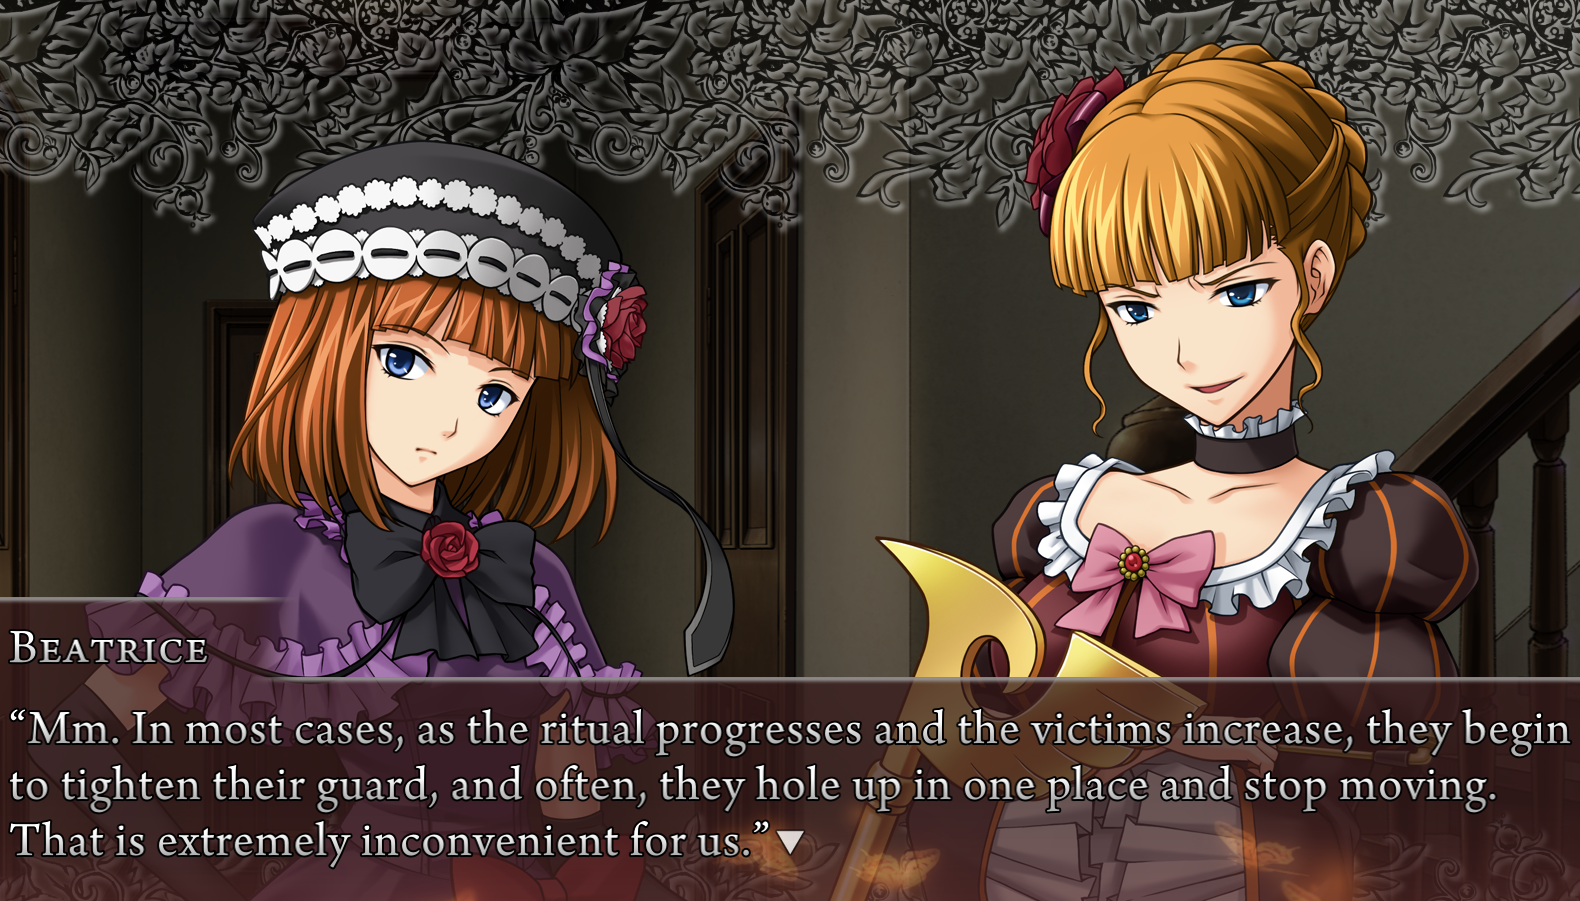 Beatrice
“Mm. In most cases, as the ritual progresses and the victims increase, they begin
to tighten their guard, and often, they hole up in one place and stop moving.
That is extremely inconvenient for us.”